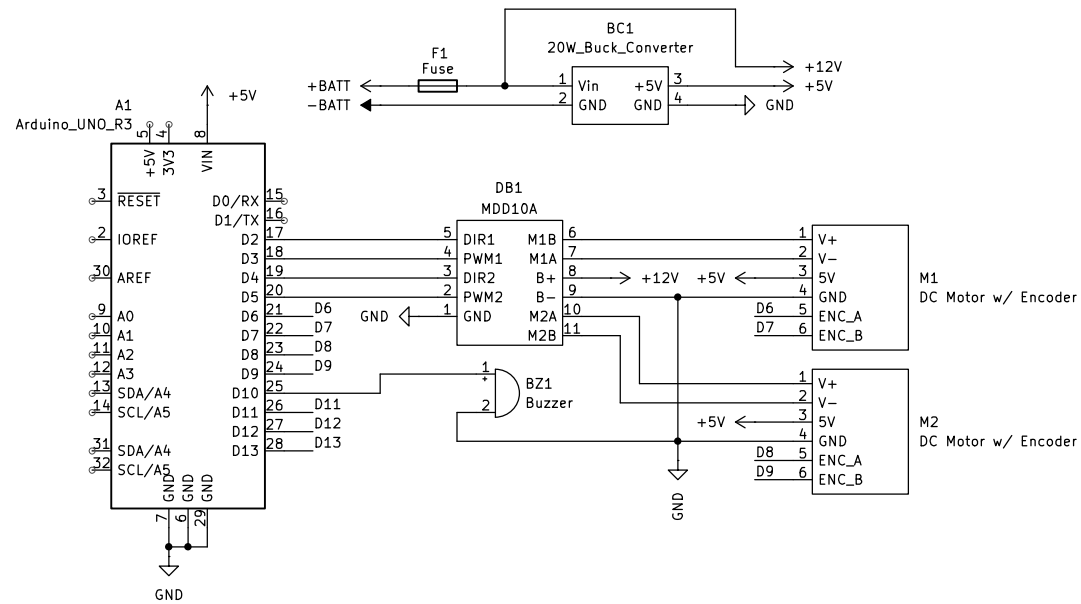 BC1
20W_Buck_Converter
F1
Fuse
+BATT
-BATT
1 Vin +5V 3
2 GND GND 4
+12V
+5V
GND
A1
Arduino_UNO_R3
+5V
5 4 8
+5V 3V3 VIN
3 RESET D0/RX 15
D1/TX 16
2 IOREF D2 17
D3 18
30 AREF D4 19
D5 20
9 A0 D6 21 D6
10 A1 D7 22 D7
11 A2 D8 23 D8
12 A3 D9 24 D9
13 SDA/A4 D10 25
14 SCL/A5 D11 26 D11
D12 27 D12
31 SDA/A4 D13 28 D13
32 SCL/A5
GND GND GND
7 6 29
GND
DB1
MDD10A
5 DIR1 M1B 6
4 PWM1 M1A 7
3 DIR2 B+ 8 +12V
2 PWM2 B- 9
GND 1 GND M2A 10
M2B 11
1
+
2
BZ1
Buzzer
GND
1 V+
2 V-
+5V 3 5V
4 GND
D6 5 ENC_A
D7 6 ENC_B
M1
DC Motor w/ Encoder
1 V+
2 V-
+5V 3 5V
4 GND
D8 5 ENC_A
D9 6 ENC_B
M2
DC Motor w/ Encoder